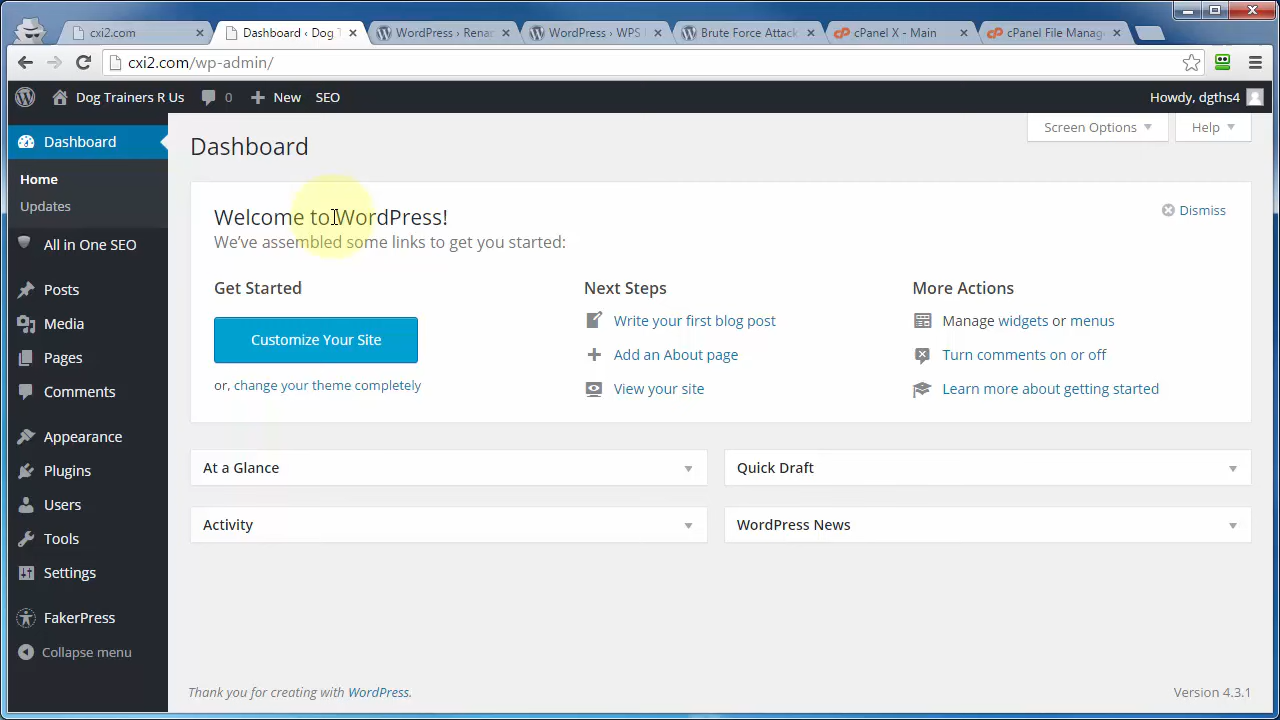 cxi2.com
Dashboard ‹ Dog T
WordPress › Renam
WordPress › WPS H
Brute Force Attack
cPanel X - Main
cPanel File Manage
cxi2.com/wp-admin/
Dog Trainers R Us
0
New
SEO
Howdy, dgths4
Dashboard
Home
Updates
All in One SEO
Posts
Media
Pages
Comments
Appearance
Plugins
Users
Tools
Settings
FakerPress
Collapse menu
Screen Options
Help
Dashboard
Welcome to WordPress!
We've assembled some links to get you started:
Dismiss
Get Started
Customize Your Site
or, change your theme completely
Next Steps
Write your first blog post
Add an About page
View your site
More Actions
Manage widgets or menus
Turn comments on or off
Learn more about getting started
At a Glance
Quick Draft
Activity
WordPress News
Thank you for creating with WordPress.
Version 4.3.1